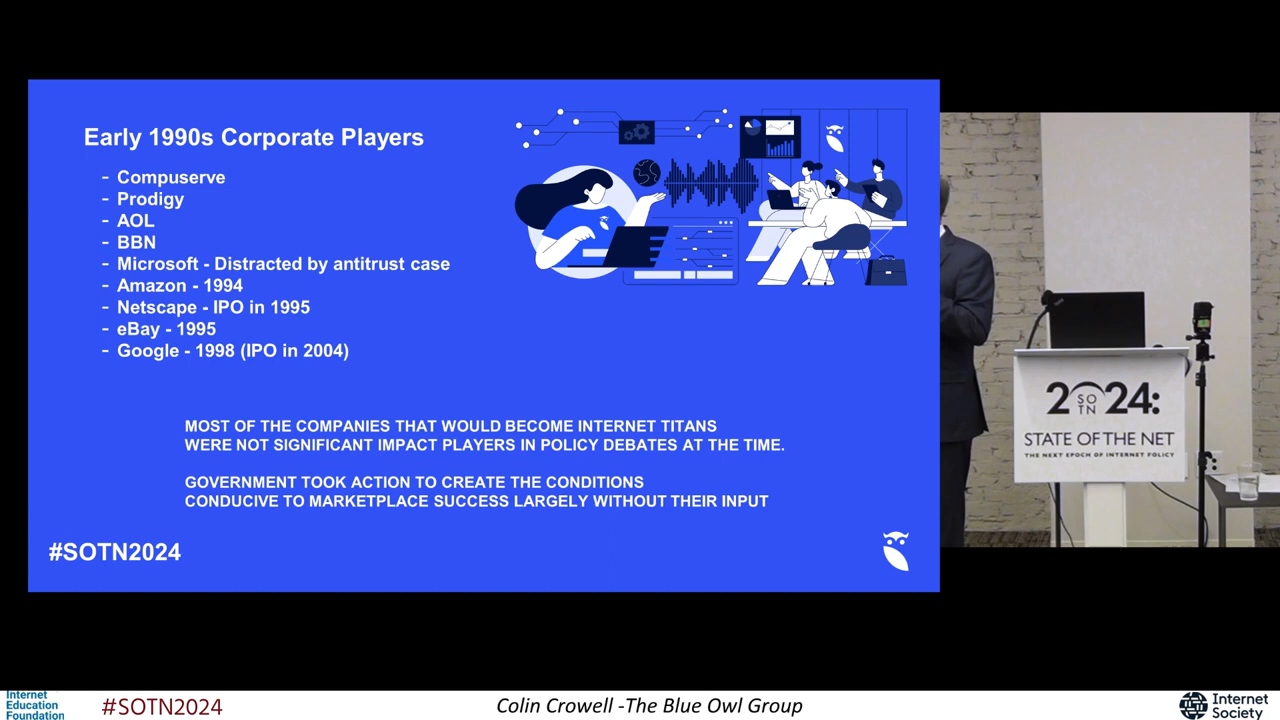 Early 1990s Corporate Players
- Compuserve
- Prodigy
- AOL
- BBN
- Microsoft - Distracted by antitrust case
- Amazon - 1994
- Netscape - IPO in 1995
- eBay - 1995
- Google - 1998 (IPO in 2004)
MOST OF THE COMPANIES THAT WOULD BECOME INTERNET TITANS
WERE NOT SIGNIFICANT IMPACT PLAYERS IN POLICY DEBATES AT THE TIME.
GOVERNMENT TOOK ACTION TO CREATE THE CONDITIONS
CONDUCIVE TO MARKETPLACE SUCCESS LARGELY WITHOUT THEIR INPUT
#SOTN2024
2 SO 24:
TN
STATE OF THE NET
THE NEXT EPOCH OF INTERNET POLICY
Internet
Education
Foundation
#SOTN2024
Colin Crowell -The Blue Owl Group
Internet
Society